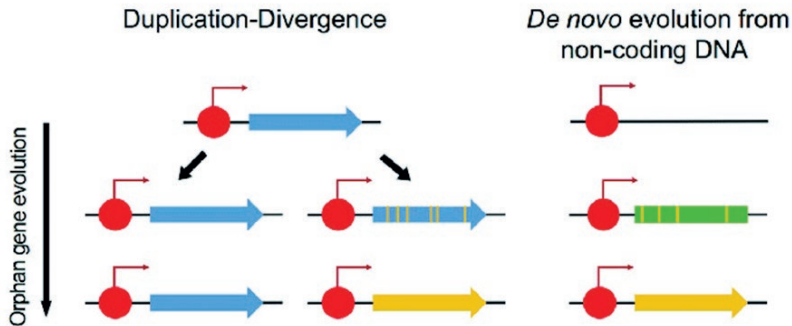 Duplication-Divergence
De novo evolution from
non-coding DNA
Orphan gene evolution